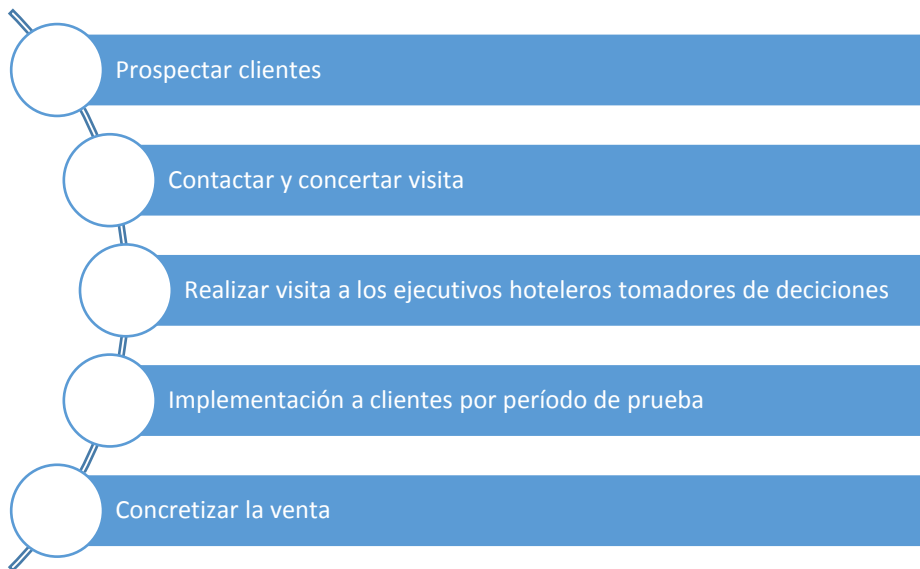 Prospectar clientes
Contactar y concertar visita
Realizar visita a los ejecutivos hoteleros tomadores de deciciones
Implementación a clientes por período de prueba
Concretizar la venta